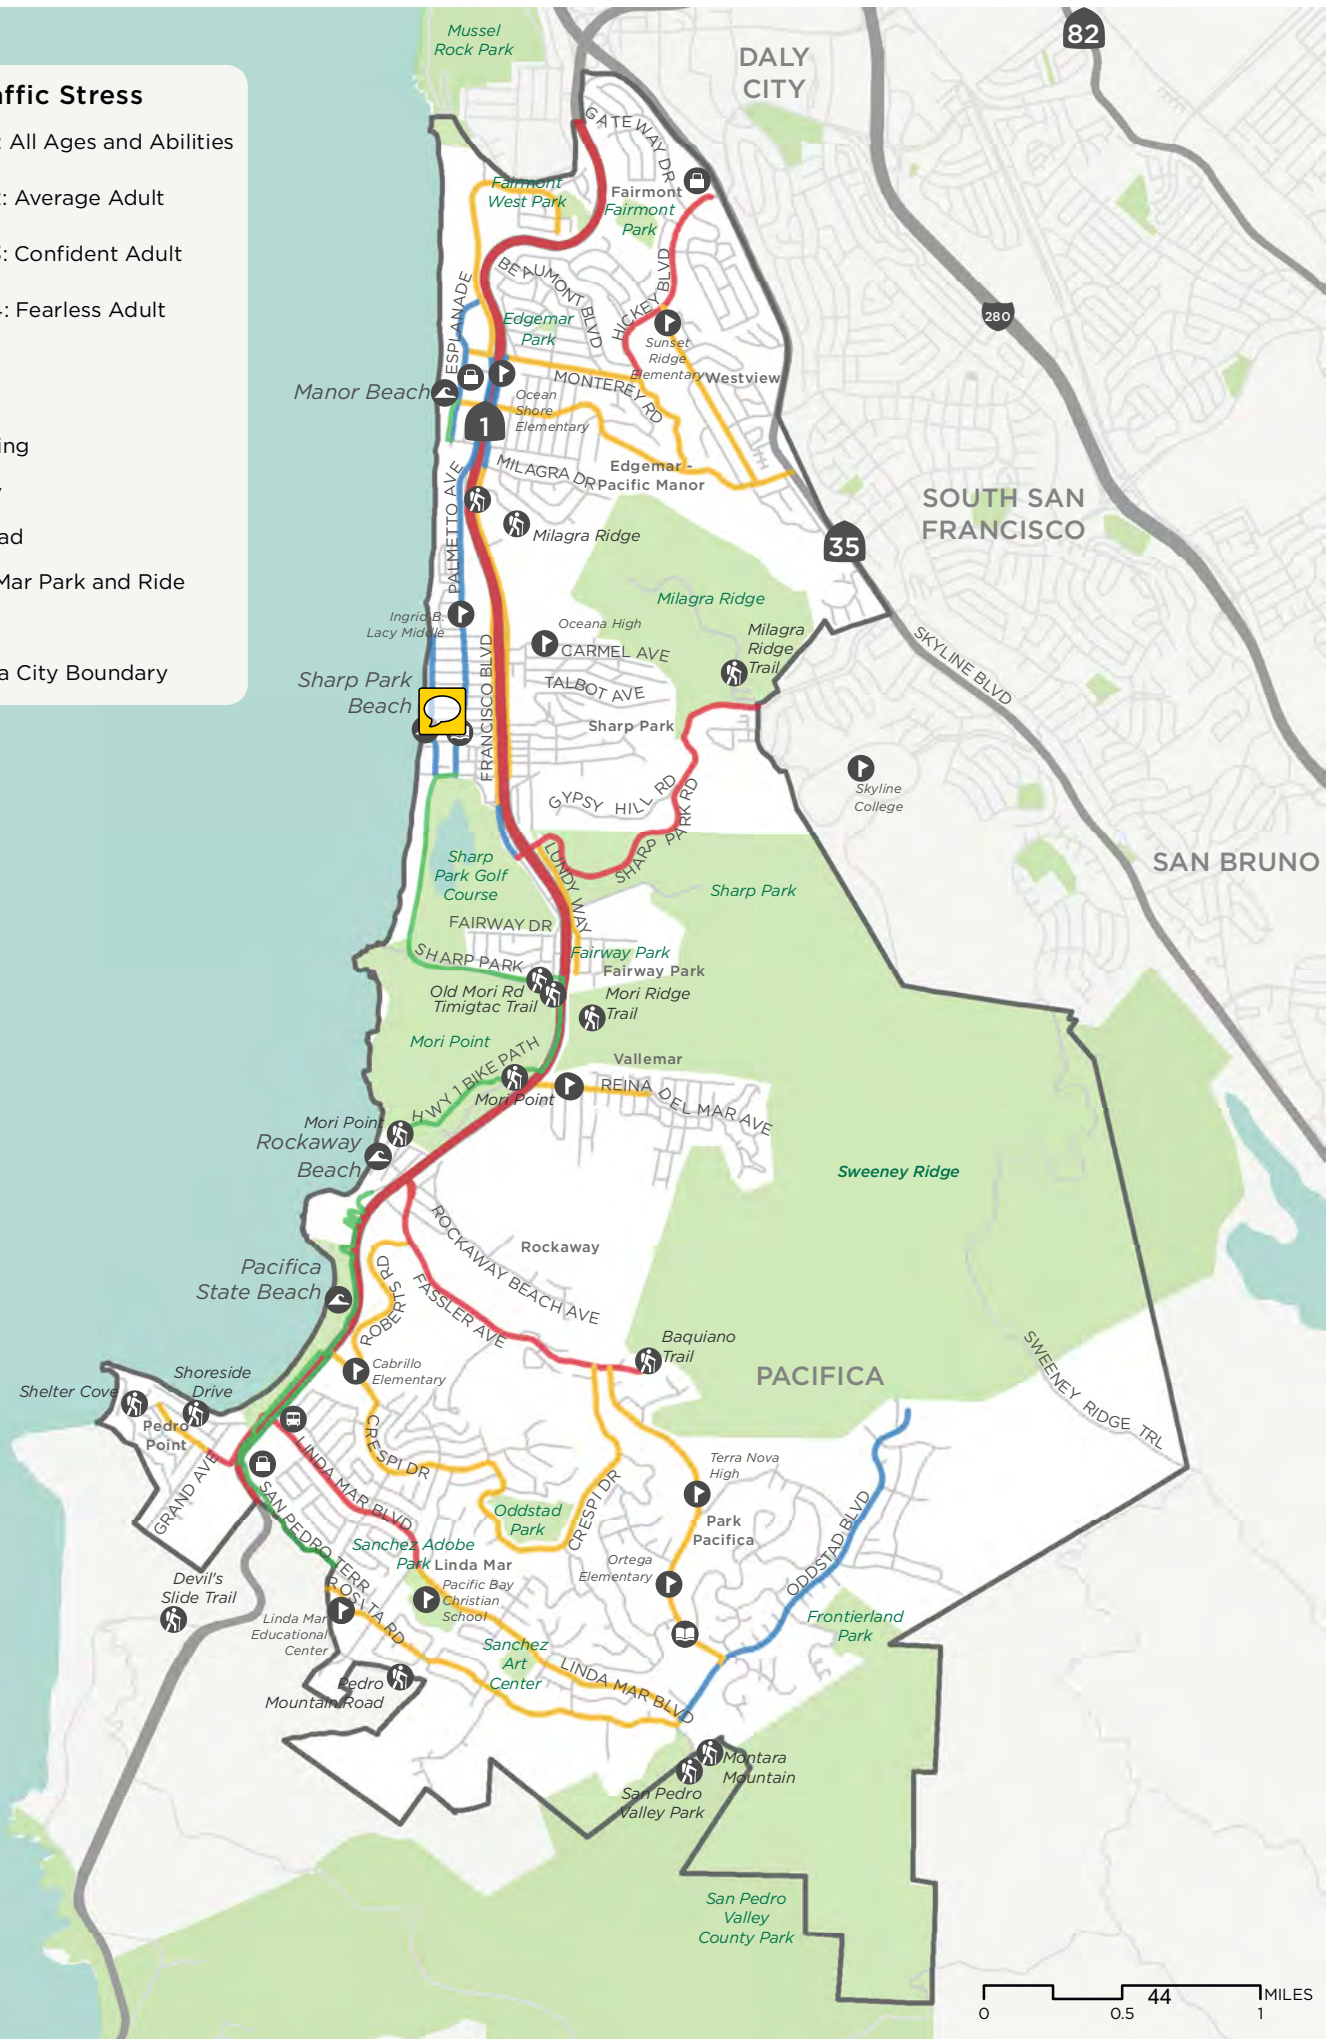 Mussel
Rock Park
DALY
CITY
82
ffic Stress
: All Ages and Abilities
: Average Adult
: Confident Adult
: Fearless Adult
ing
ad
Mar Park and Ride
a City Boundary
GATEWAY DR
Fairmont
West Park
Fairmont
Fairmont
Park
BEAUMONT BLVD
HICKEY BLVD
ESPLANADE
Edgemar
Park
280
Sunset
Ridge
Elementary
Westview
Manor Beach
MONTEREY RD
Ocean
Shore
Elementary
1
MILAGRA DR
Edgemar -
Pacific Manor
PALMETTO AVE
SOUTH SAN
FRANCISCO
35
Milagra Ridge
Milagra Ridge
Ingrid B.
Lacy Middle
Oceana High
CARMEL AVE
Milagra
Ridge
Trail
SKYLINE BLVD
TALBOT AVE
FRANCISCO BLVD
Sharp Park
Beach
Sharp Park
Skyline
College
GYPSY HILL RD
SHARP PARK RD
SAN BRUNO
Sharp
Park Golf
Course
LUNDY WAY
Sharp Park
FAIRWAY DR
SHARP PARK
Fairway Park
Fairway Park
Old Mori Rd
Timigtac Trail
Mori Ridge
Trail
Mori Point
HWY 1 BIKE PATH
Vallemar
REINA DEL MAR AVE
Mori Point
Mori Point
Rockaway
Beach
Sweeney Ridge
ROCKAWAY BEACH AVE
Rockaway
Pacifica
State Beach
ROBERTS RD
FASSLER AVE
Baquiano
Trail
PACIFICA
SWEENEY RIDGE TRL
Cabrillo
Elementary
Shoreside
Drive
Shelter Cove
Pedro
Point
GRAND AVE
CRESPI DR
LINDA MAR BLVD
SAN PEDRO TERR
Terra Nova
High
Park
Pacifica
Oddstad
Park
CRESPI DR
ODDSTAD BLVD
Sanchez Adobe
Park
Linda Mar
Ortega
Elementary
Pacific Bay
Christian
School
Devil's
Slide Trail
ROSITA RD
Linda Mar
Educational
Center
Frontierland
Park
Sanchez
Art
Center
LINDA MAR BLVD
Pedro
Mountain Road
Montara
Mountain
San Pedro
Valley Park
San Pedro
Valley
County Park
44
MILES
0
0.5
1